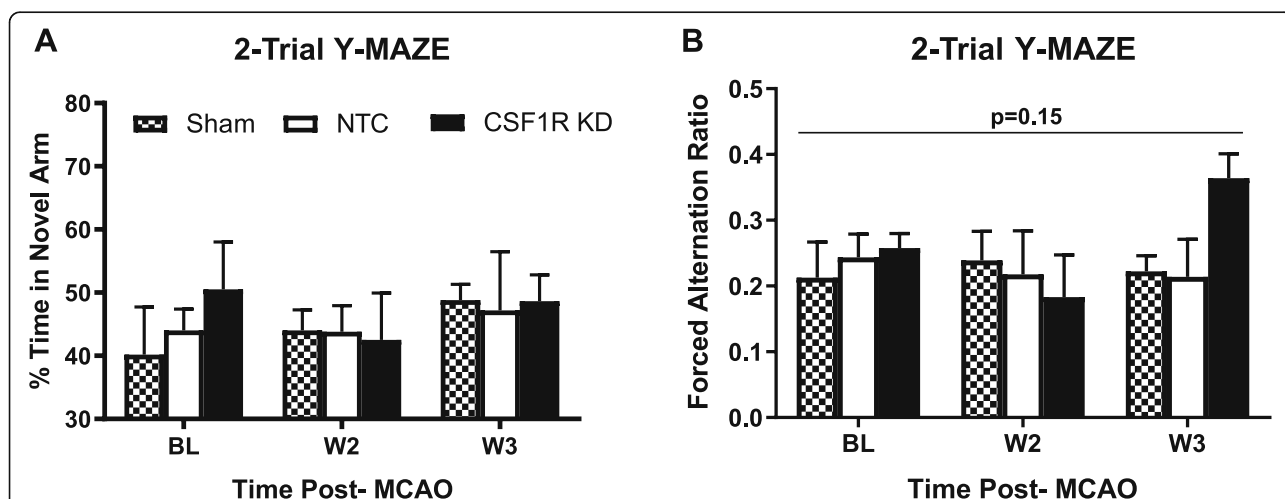 A
2-Trial Y-MAZE
80
70
60
50
40
30
% Time in Novel Arm
Sham NTC CSF1R KD
BL W2 W3
Time Post- MCAO
B
2-Trial Y-MAZE
0.5
0.4
0.3
0.2
0.1
0.0
Forced Alternation Ratio
p=0.15
BL W2 W3
Time Post- MCAO